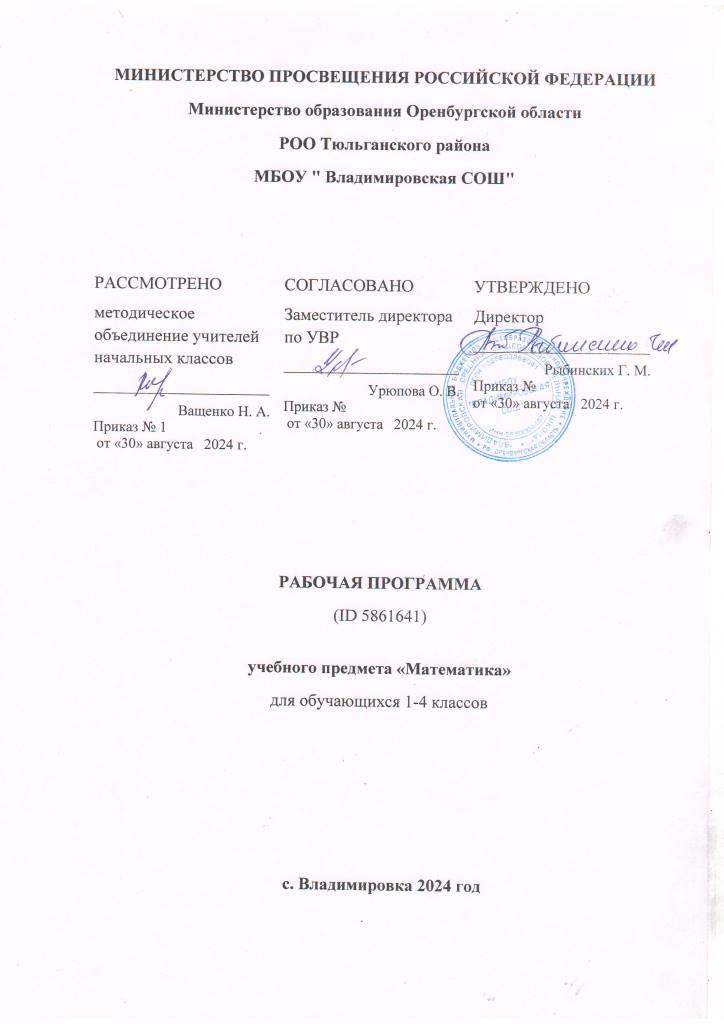 МИНИСТЕРСТВО ПРОСВЕЩЕНИЯ РОССИЙСКОЙ ФЕДЕРАЦИИ
Министерство образования Оренбургской области
РОО Тюльганского района
МБОУ " Владимировская СОШ"
РАССМОТРЕНО
методическое
объединение учителей
начальных классов
Ващенко Н. А.
Приказ № 1
от «30» августа 2024 г.
СОГЛАСОВАНО
Заместитель директора
по УВР
Урюпова О. В.
Приказ №
от «30» августа 2024 г.
УТВЕРЖДЕНО
Директор
Рыбинских Г. М.
Приказ №
от «30» августа 2024 г.
РАБОЧАЯ ПРОГРАММА
(ID 5861641)
учебного предмета «Математика»
для обучающихся 1-4 классов
с. Владимировка 2024 год